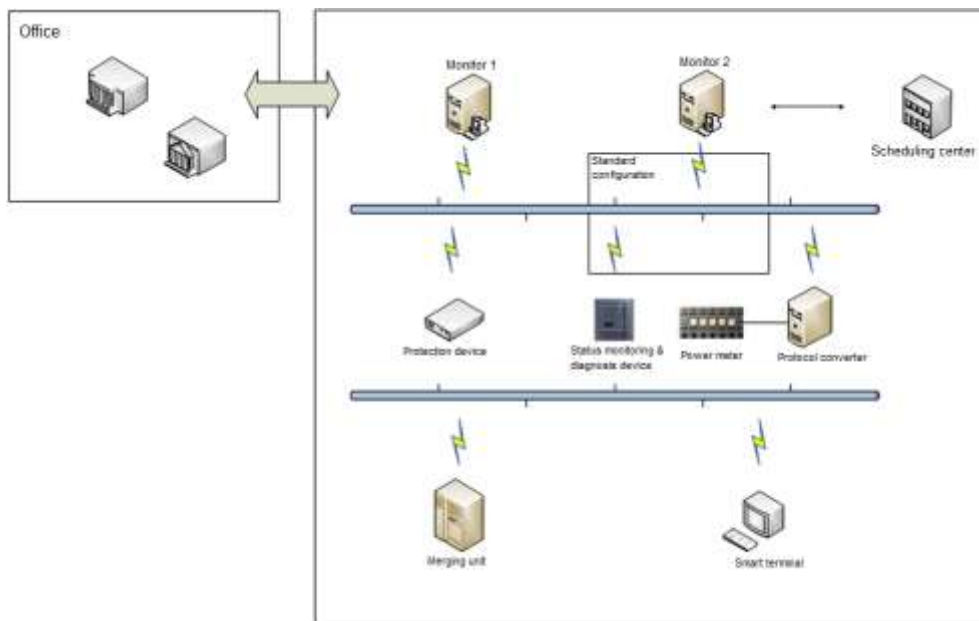 Office
Monitor 1
Monitor 2
Scheduling center
Standard
configuration
Protection device
Status monitoring &
diagnosis device
Power meter
Protocol converter
Merging unit
Smart terminal